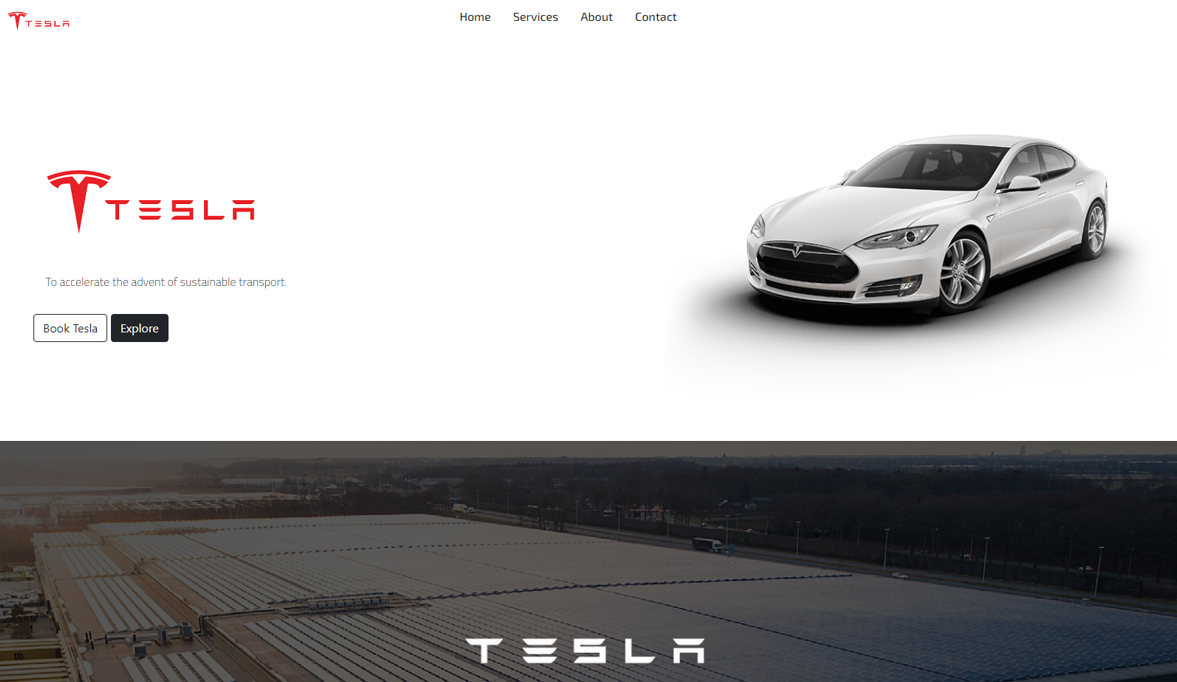 TESLA
Home Services About Contact
TESLA
To accelerate the advent of sustainable transport.
Book Tesla Explore
TESLA